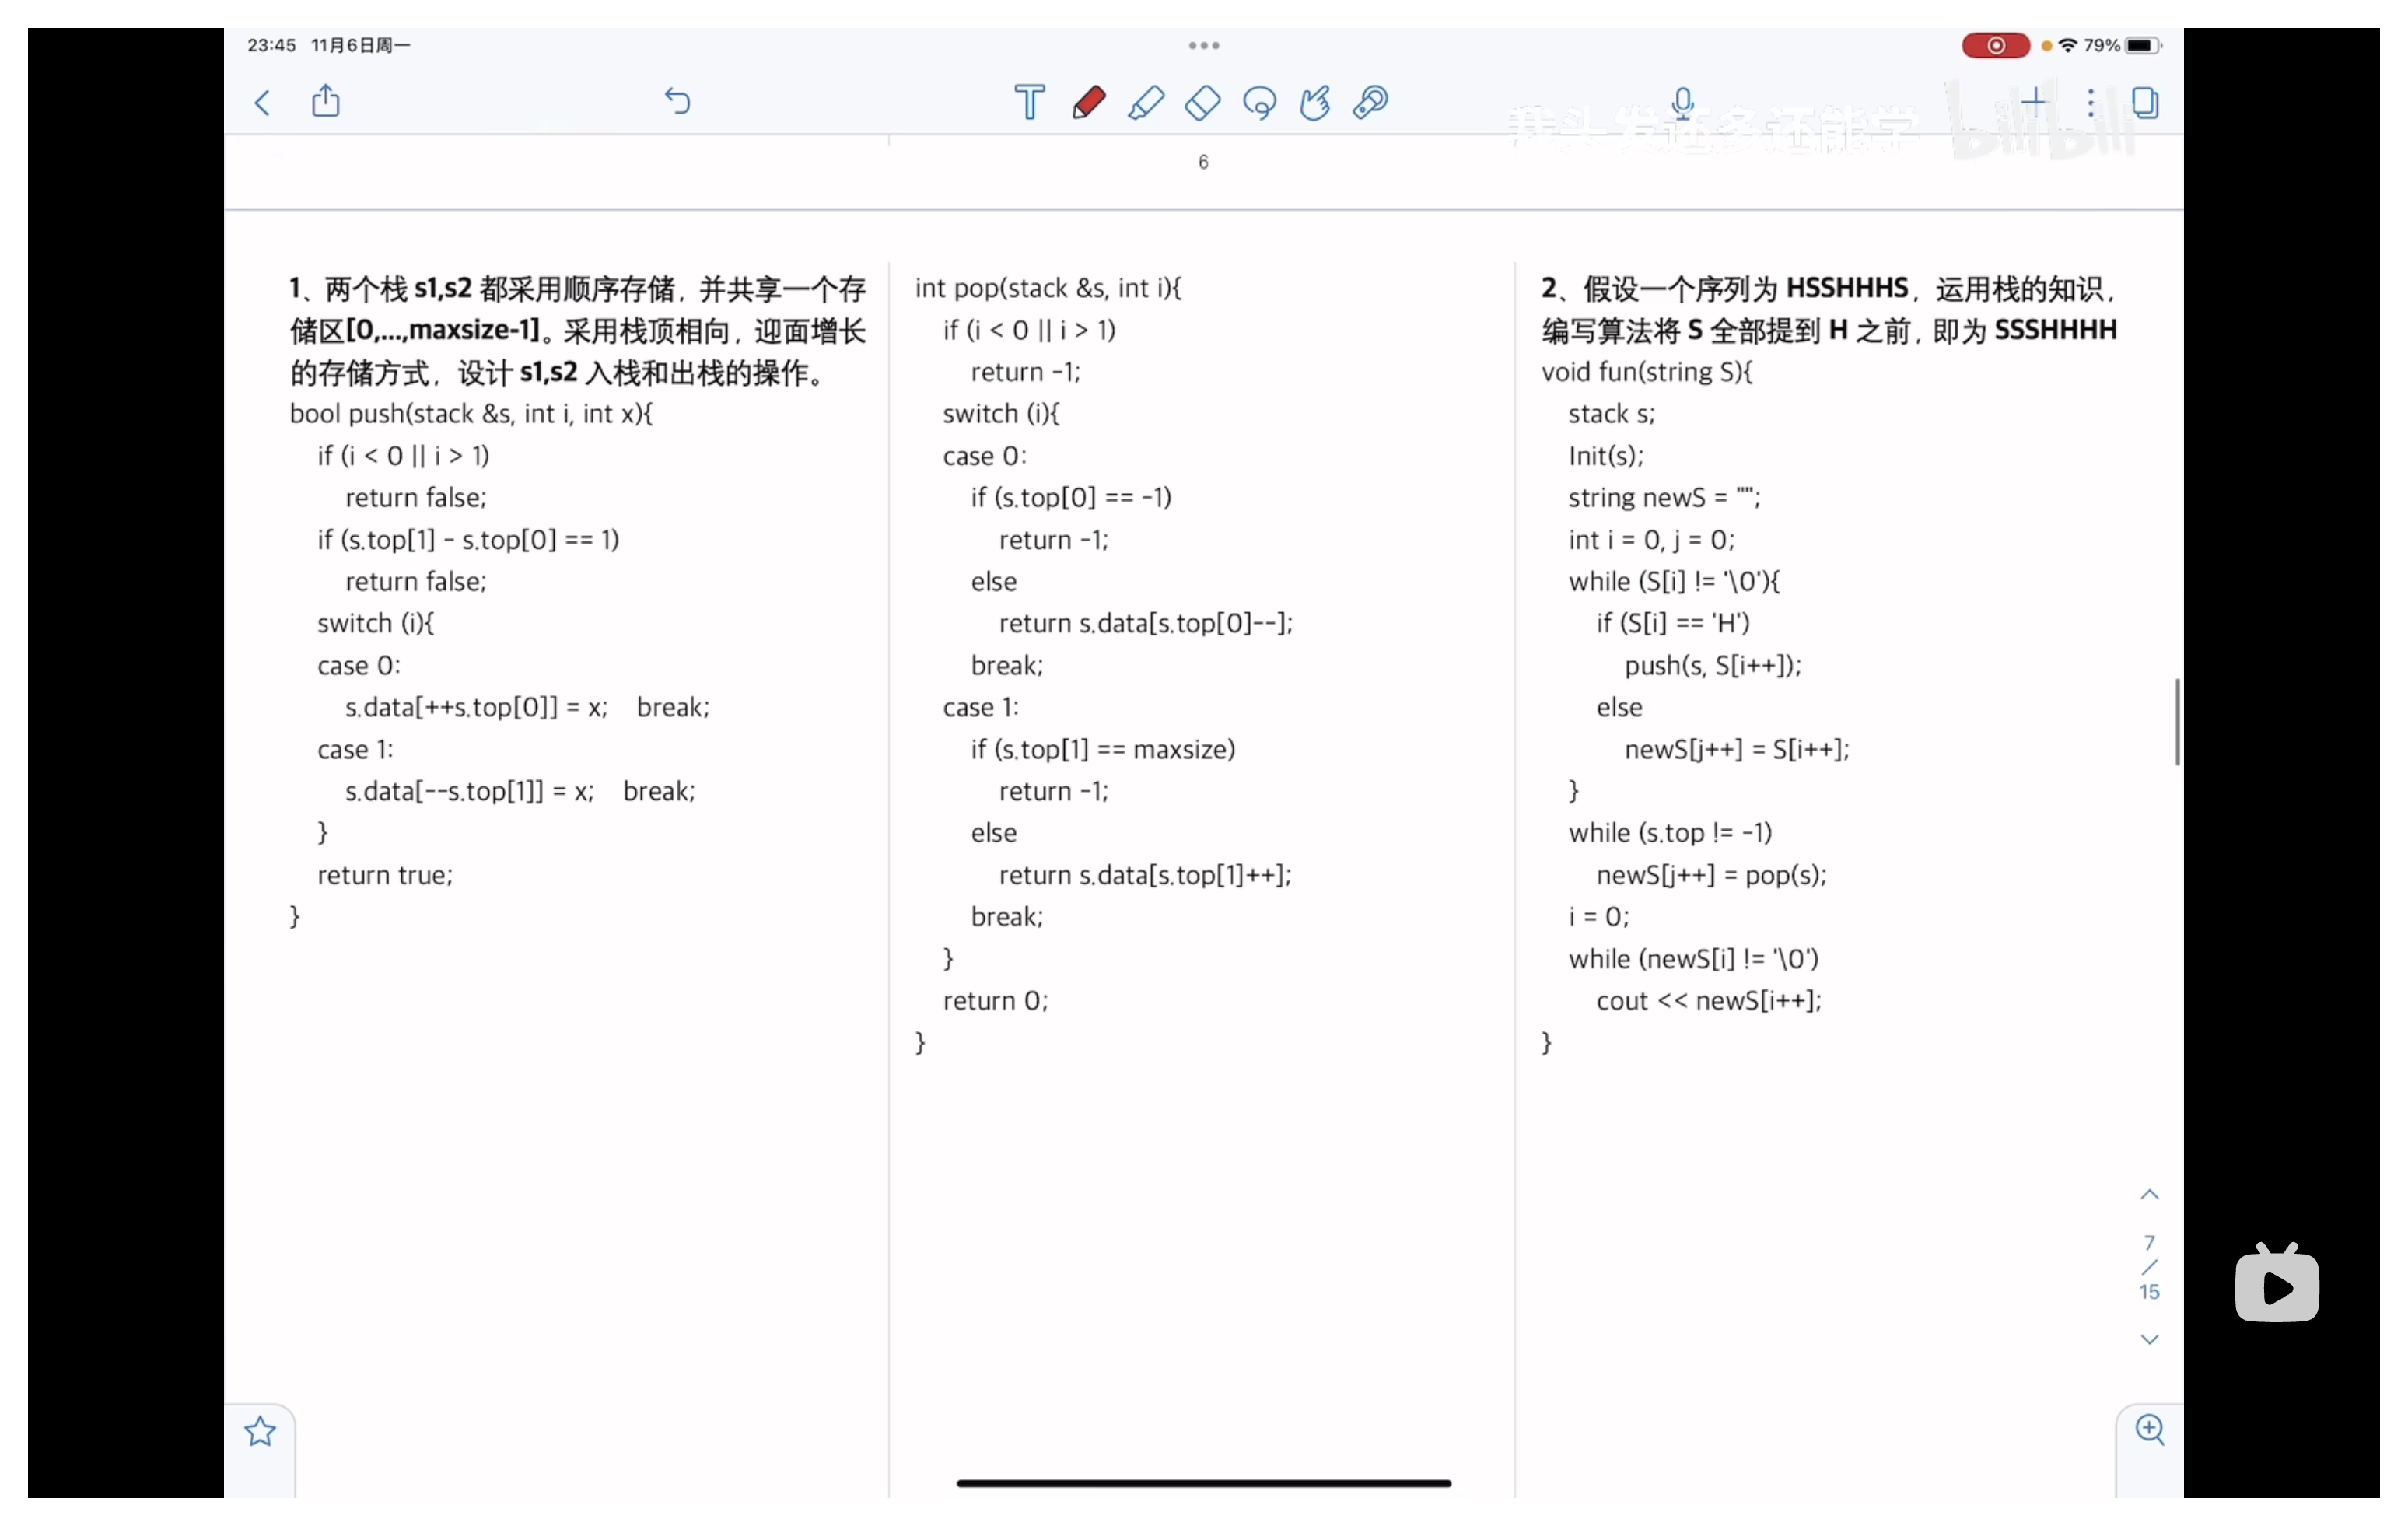 23:45 11月6日周一
79%
我头发还多还能学 bilibili
6
1、两个栈 s1,s2 都采用顺序存储，并共享一个存
储区[0,...,maxsize-1]。采用栈顶相向，迎面增长
的存储方式，设计 s1,s2 入栈和出栈的操作。
bool push(stack &s, int i, int x){
if (i < 0 || i > 1)
return false;
if (s.top[1] - s.top[0] == 1)
return false;
switch (i){
case 0:
s.data[++s.top[0]] = x; break;
case 1:
s.data[--s.top[1]] = x; break;
}
return true;
}
int pop(stack &s, int i){
if (i < 0 || i > 1)
return -1;
switch (i){
case 0:
if (s.top[0] == -1)
return -1;
else
return s.data[s.top[0]--];
break;
case 1:
if (s.top[1] == maxsize)
return -1;
else
return s.data[s.top[1]++];
break;
}
return 0;
}
2、假设一个序列为 HSSHHHS，运用栈的知识，
编写算法将 S 全部提到 H 之前，即为 SSSHHHH
void fun(string S){
stack s;
Init(s);
string newS = "";
int i = 0, j = 0;
while (S[i] != '\0'){
if (S[i] == 'H')
push(s, S[i++]);
else
newS[j++] = S[i++];
}
while (s.top != -1)
newS[j++] = pop(s);
i = 0;
while (newS[i] != '\0')
cout << newS[i++];
}
7
/
15